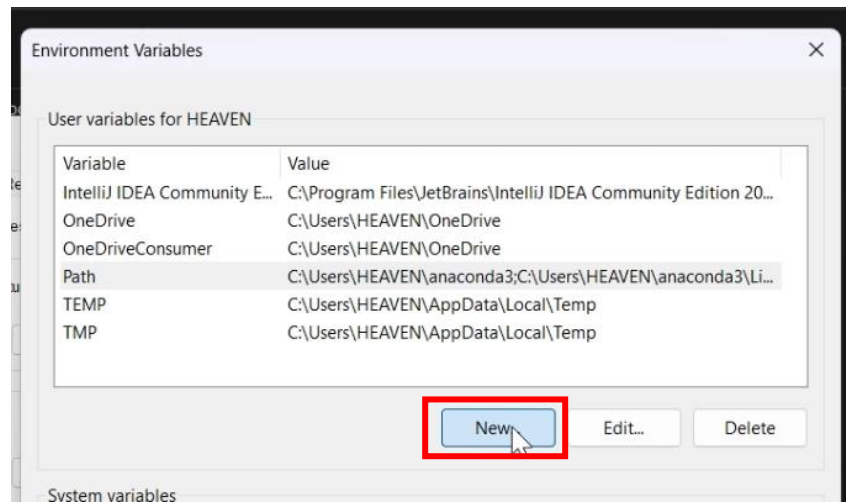 Environment Variables
User variables for HEAVEN
Variable Value
IntelliJ IDEA Community E... C:\Program Files\JetBrains\IntelliJ IDEA Community Edition 20...
OneDrive C:\Users\HEAVEN\OneDrive
OneDriveConsumer C:\Users\HEAVEN\OneDrive
Path C:\Users\HEAVEN\anaconda3;C:\Users\HEAVEN\anaconda3\Li...
TEMP C:\Users\HEAVEN\AppData\Local\Temp
TMP C:\Users\HEAVEN\AppData\Local\Temp
New... Edit... Delete
System variables